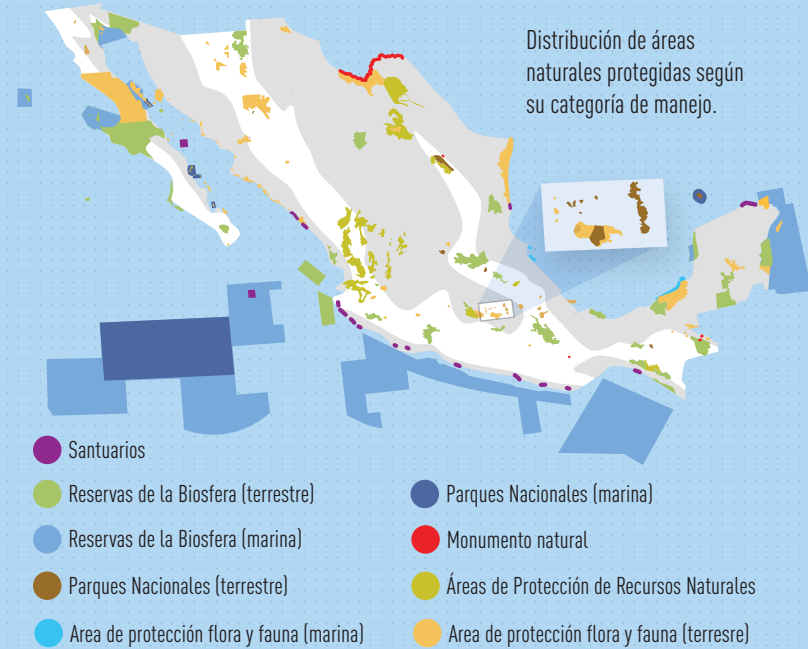 Distribución de áreas
naturales protegidas según
su categoría de manejo.
Santuarios
Reservas de la Biosfera (terrestre)
Reservas de la Biosfera (marina)
Parques Nacionales (terrestre)
Area de protección flora y fauna (marina)
Parques Nacionales (marina)
Monumento natural
Áreas de Protección de Recursos Naturales
Area de protección flora y fauna (terresre)